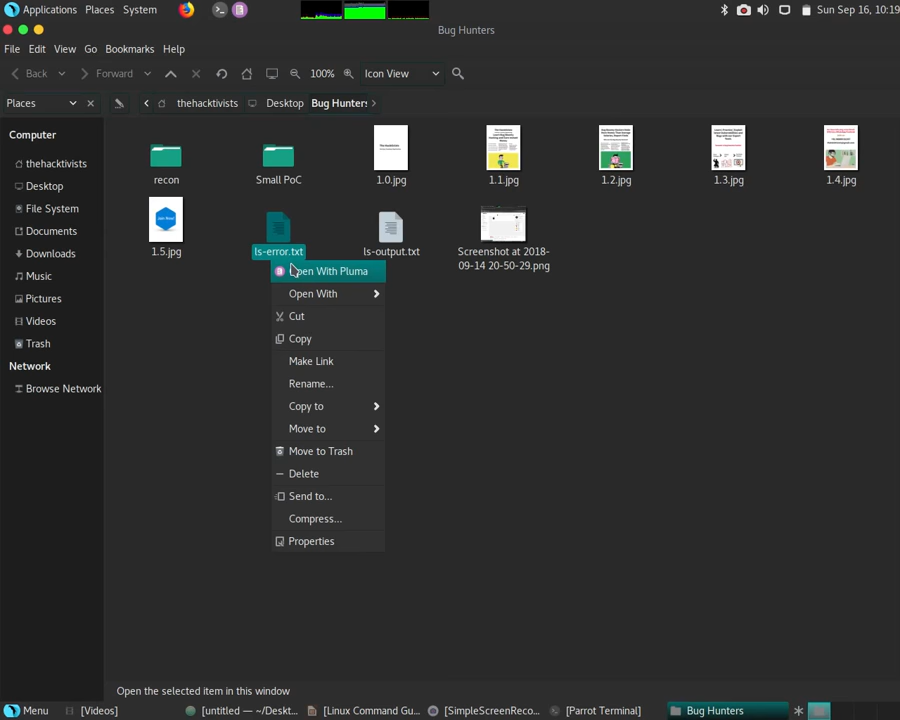 Applications Places System Sun Sep 16, 10:19
Bug Hunters
File Edit View Go Bookmarks Help
Back Forward 100% Icon View
Places thehacktivists Desktop Bug Hunters
Computer
thehacktivists
Desktop
File System
Documents
Downloads
Music
Pictures
Videos
Trash
Network
Browse Network
recon Small PoC 1.0.jpg 1.1.jpg 1.2.jpg 1.3.jpg 1.4.jpg
1.5.jpg ls-error.txt ls-output.txt Screenshot at 2018-
09-14 20-50-29.png
Open With Pluma
Open With
Cut
Copy
Make Link
Rename...
Copy to
Move to
Move to Trash
Delete
Send to...
Compress...
Properties
Open the selected item in this window
Menu [Videos] [untitled — ~/Deskt... [Linux Command Gu... [SimpleScreenReco... [Parrot Terminal] Bug Hunters